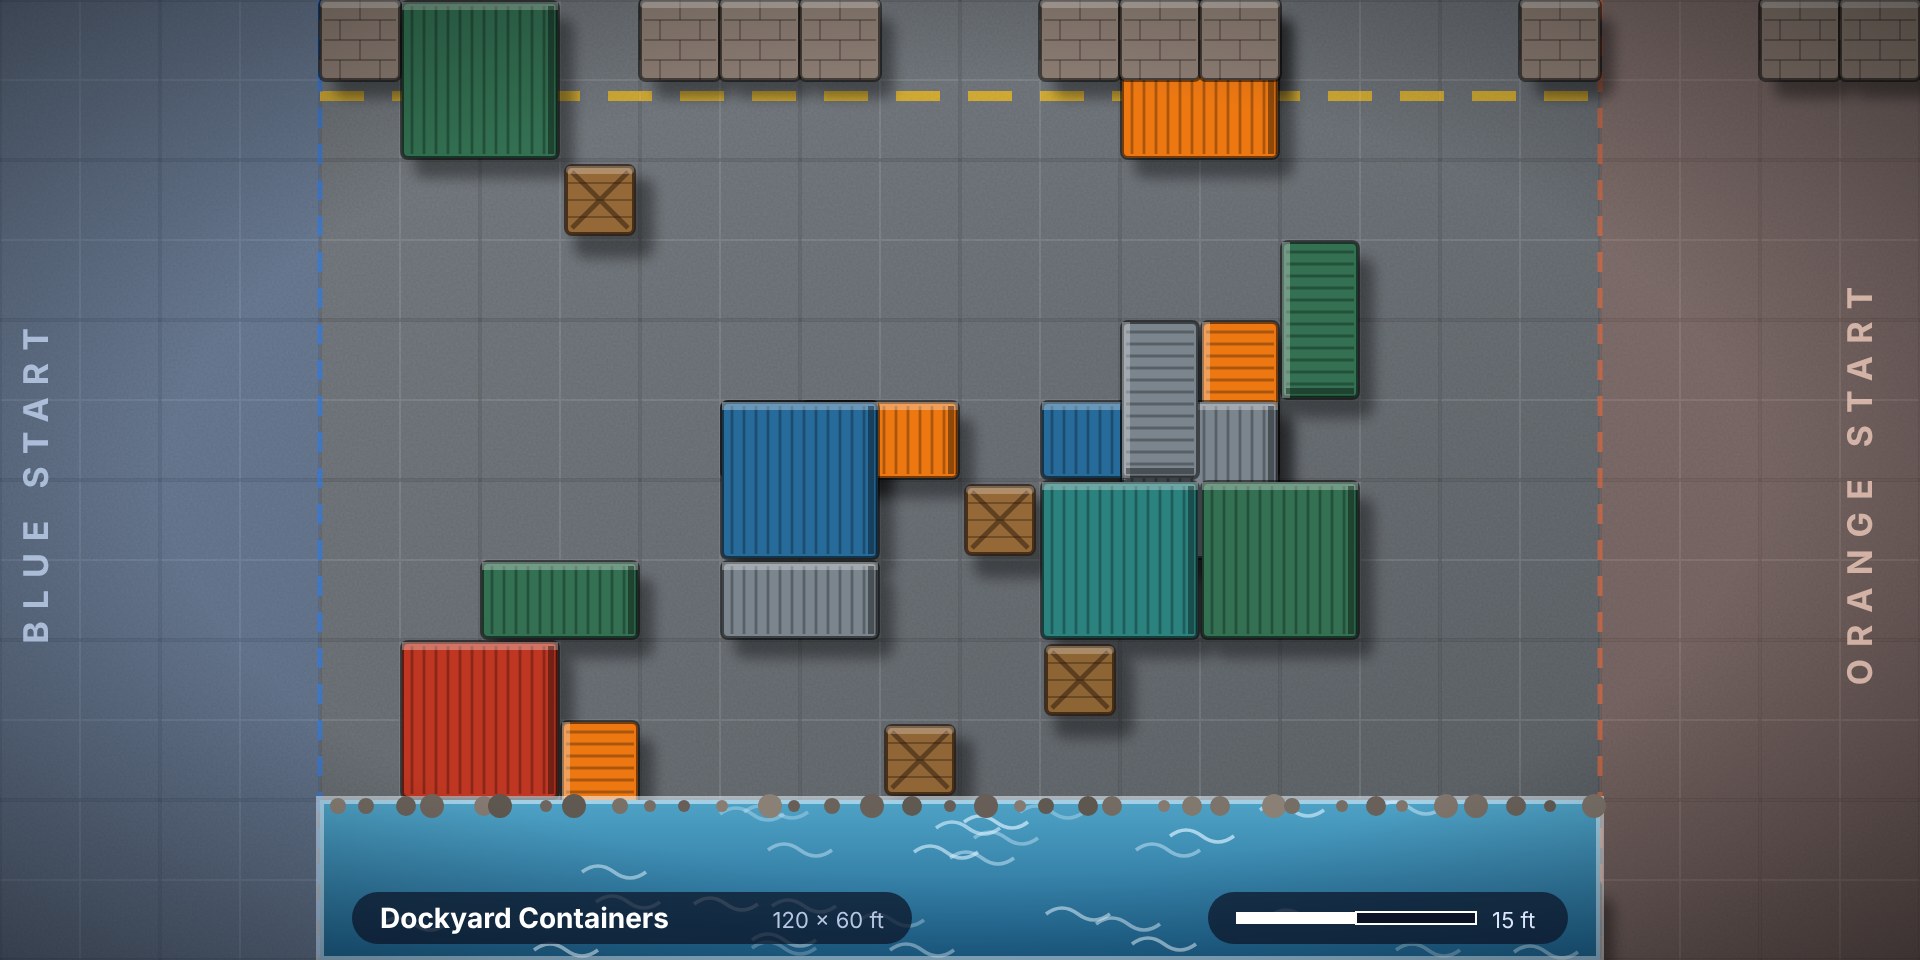 BLUE START
ORANGE START
Dockyard Containers
120 × 60 ft
15 ft